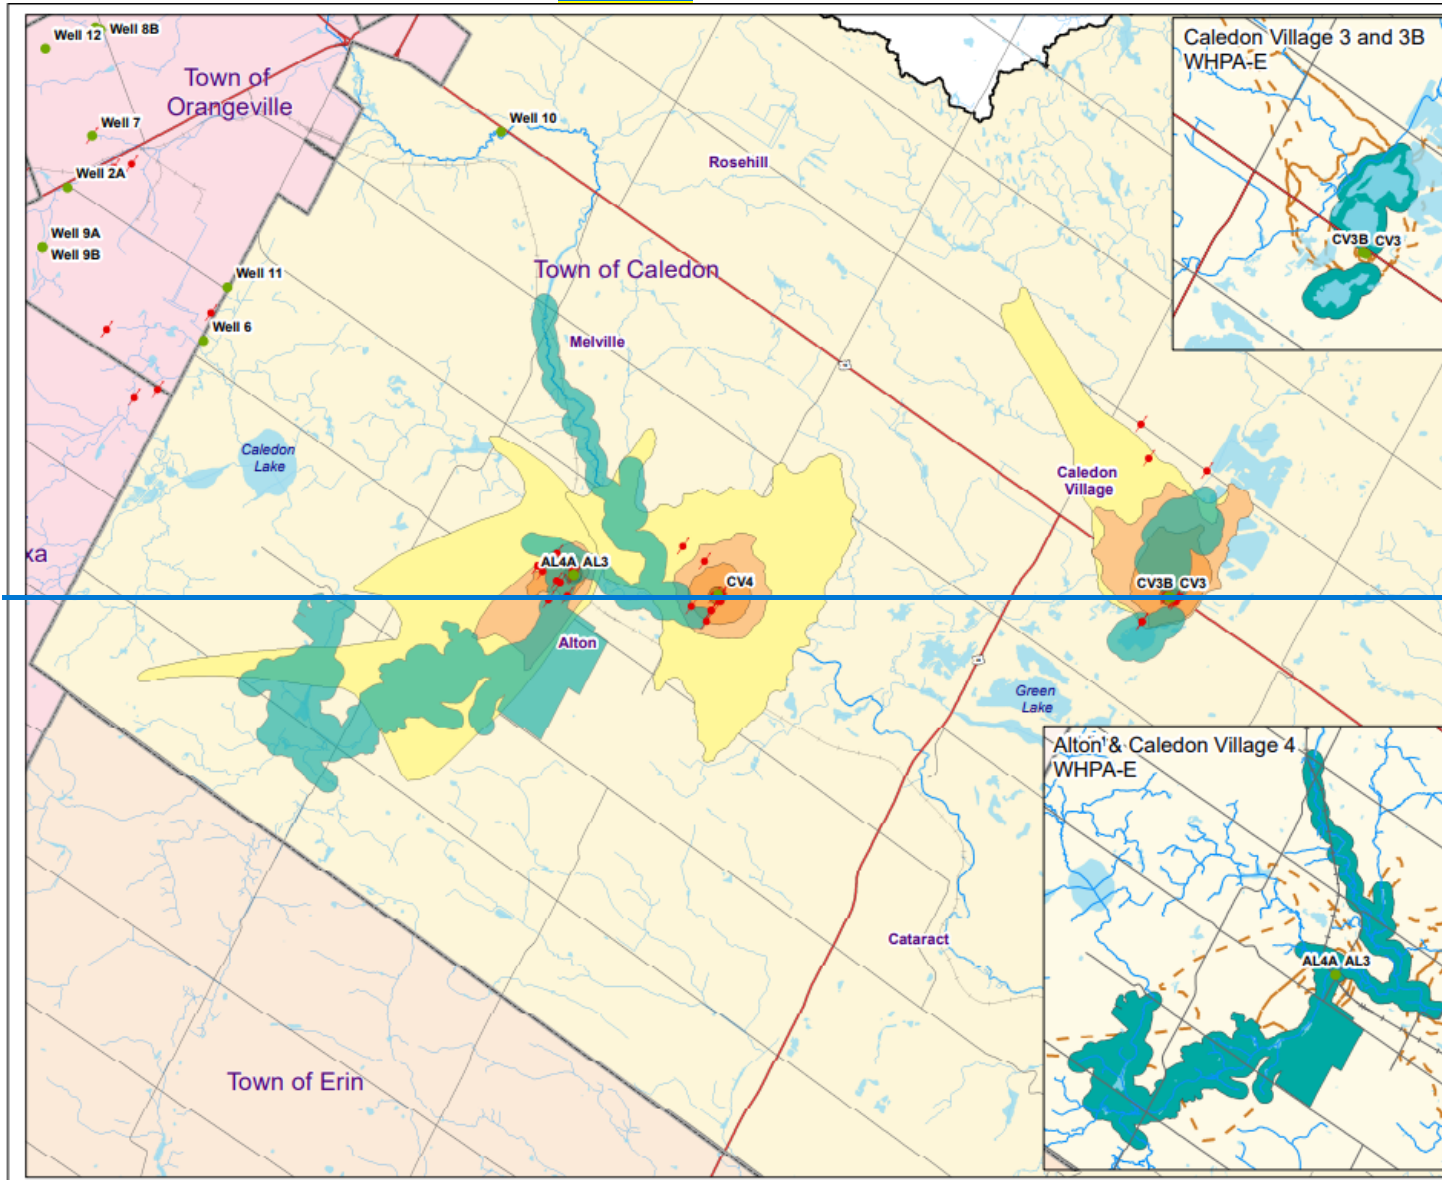 Well 12
Well 8B
Town of
Orangeville
Well 7
Well 2A
Well 9A
Well 9B
Well 10
Rosehill
Caledon Village 3 and 3B
WHPA-E
CV3B CV3
Well 11
Well 6
Town of Caledon
Melville
Caledon
Lake
Caledon
Village
xa
AL4A AL3
CV4
CV3B CV3
Alton
Green
Lake
Alton & Caledon Village 4
WHPA-E
AL4A AL3
Cataract
Town of Erin